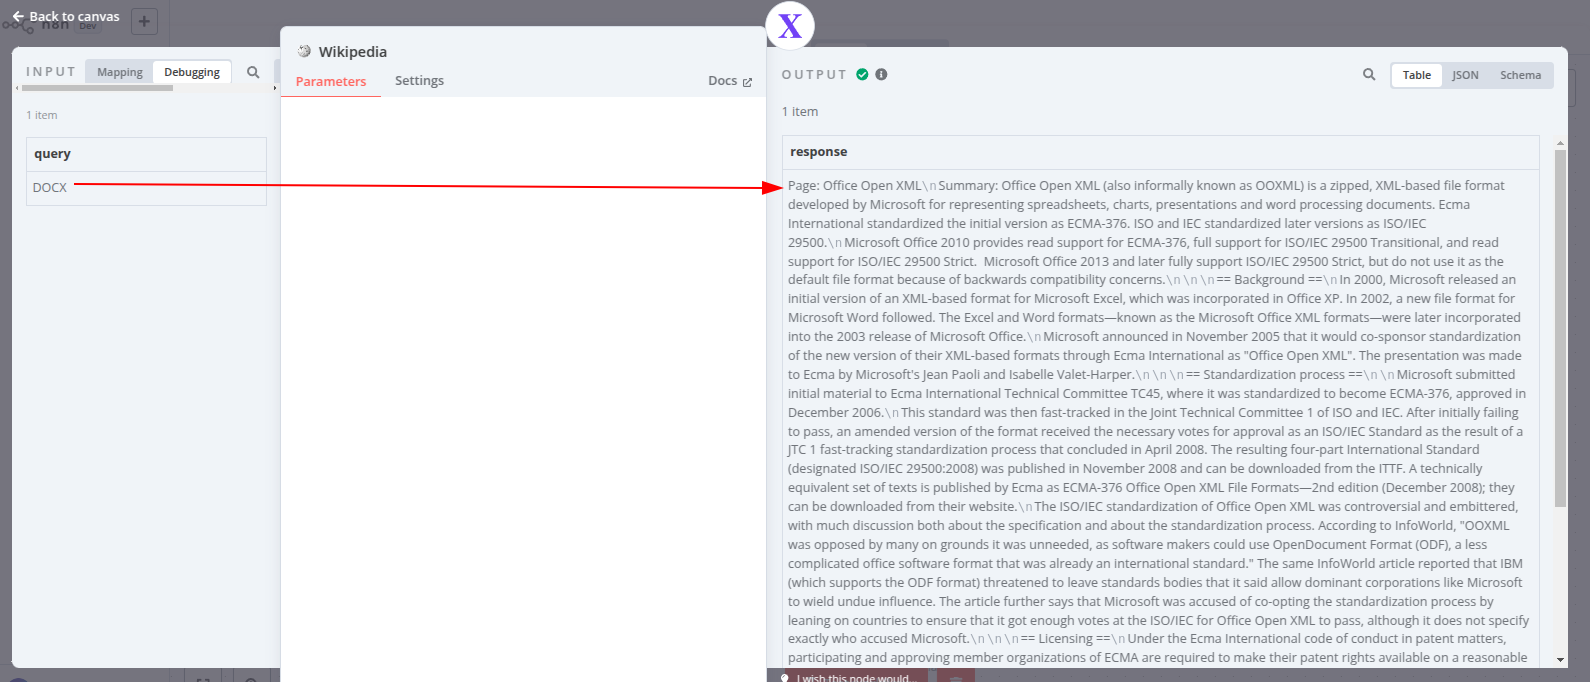 Back to canvas
n8n
Dev
+
INPUT
Mapping
Debugging
1 item
query
DOCX
Wikipedia
Parameters
Settings
Docs
X
OUTPUT
Table
JSON
Schema
1 item
response
Page: Office Open XML\nSummary: Office Open XML (also informally known as OOXML) is a zipped, XML-based file format
developed by Microsoft for representing spreadsheets, charts, presentations and word processing documents. Ecma
International standardized the initial version as ECMA-376. ISO and IEC standardized later versions as ISO/IEC
29500.\nMicrosoft Office 2010 provides read support for ECMA-376, full support for ISO/IEC 29500 Transitional, and read
support for ISO/IEC 29500 Strict.  Microsoft Office 2013 and later fully support ISO/IEC 29500 Strict, but do not use it as the
default file format because of backwards compatibility concerns.\n\n\n== Background ==\nIn 2000, Microsoft released an
initial version of an XML-based format for Microsoft Excel, which was incorporated in Office XP. In 2002, a new file format for
Microsoft Word followed. The Excel and Word formats—known as the Microsoft Office XML formats—were later incorporated
into the 2003 release of Microsoft Office.\nMicrosoft announced in November 2005 that it would co-sponsor standardization
of the new version of their XML-based formats through Ecma International as "Office Open XML". The presentation was made
to Ecma by Microsoft's Jean Paoli and Isabelle Valet-Harper.\n\n\n== Standardization process ==\n\nMicrosoft submitted
initial material to Ecma International Technical Committee TC45, where it was standardized to become ECMA-376, approved in
December 2006.\nThis standard was then fast-tracked in the Joint Technical Committee 1 of ISO and IEC. After initially failing
to pass, an amended version of the format received the necessary votes for approval as an ISO/IEC Standard as the result of a
JTC 1 fast-tracking standardization process that concluded in April 2008. The resulting four-part International Standard
(designated ISO/IEC 29500:2008) was published in November 2008 and can be downloaded from the ITTF. A technically
equivalent set of texts is published by Ecma as ECMA-376 Office Open XML File Formats—2nd edition (December 2008); they
can be downloaded from their website.\nThe ISO/IEC standardization of Office Open XML was controversial and embittered,
with much discussion both about the specification and about the standardization process. According to InfoWorld, "OOXML
was opposed by many on grounds it was unneeded, as software makers could use OpenDocument Format (ODF), a less
complicated office software format that was already an international standard." The same InfoWorld article reported that IBM
(which supports the ODF format) threatened to leave standards bodies that it said allow dominant corporations like Microsoft
to wield undue influence. The article further says that Microsoft was accused of co-opting the standardization process by
leaning on countries to ensure that it got enough votes at the ISO/IEC for Office Open XML to pass, although it does not specify
exactly who accused Microsoft.\n\n\n== Licensing ==\nUnder the Ecma International code of conduct in patent matters,
participating and approving member organizations of ECMA are required to make their patent rights available on a reasonable
I wish this node would...